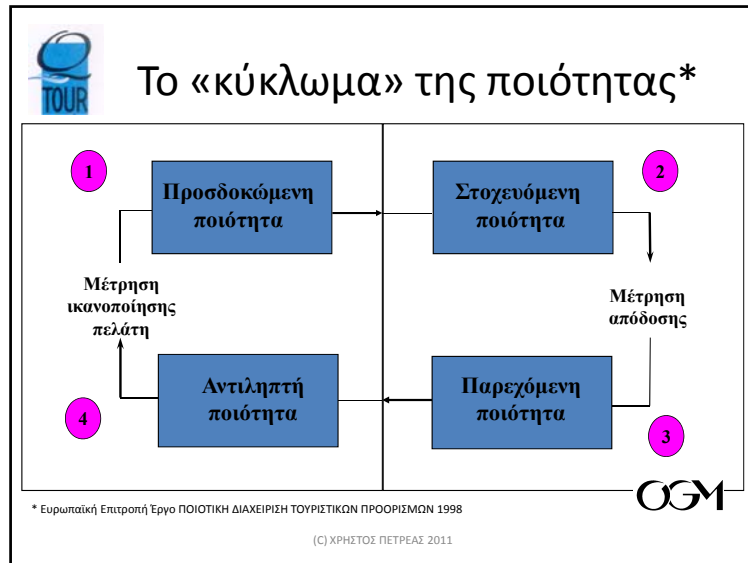 Q
TOUR
Το «κύκλωμα» της ποιότητας*
1
Προσδοκώμενη
ποιότητα
Στοχευόμενη
ποιότητα
2
Μέτρηση
ικανοποίησης
πελάτη
Μέτρηση
απόδοσης
4
Αντιληπτή
ποιότητα
Παρεχόμενη
ποιότητα
3
* Ευρωπαϊκή Επιτροπή Έργο ΠΟΙΟΤΙΚΗ ΔΙΑΧΕΙΡΙΣΗ ΤΟΥΡΙΣΤΙΚΩΝ ΠΡΟΟΡΙΣΜΩΝ 1998
OGM
(C) ΧΡΗΣΤΟΣ ΠΕΤΡΕΑΣ 2011